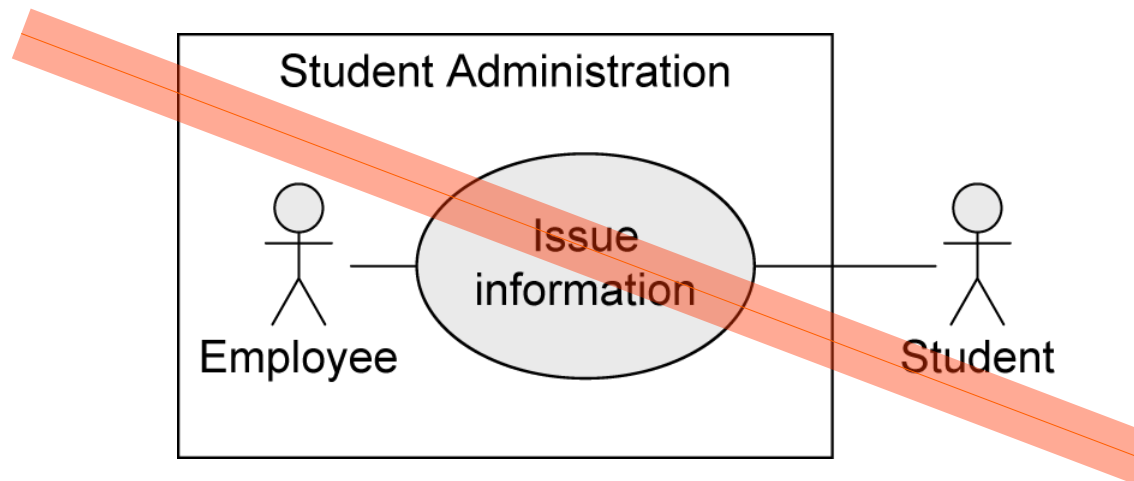 Student Administration
Issue
information
Employee
Student